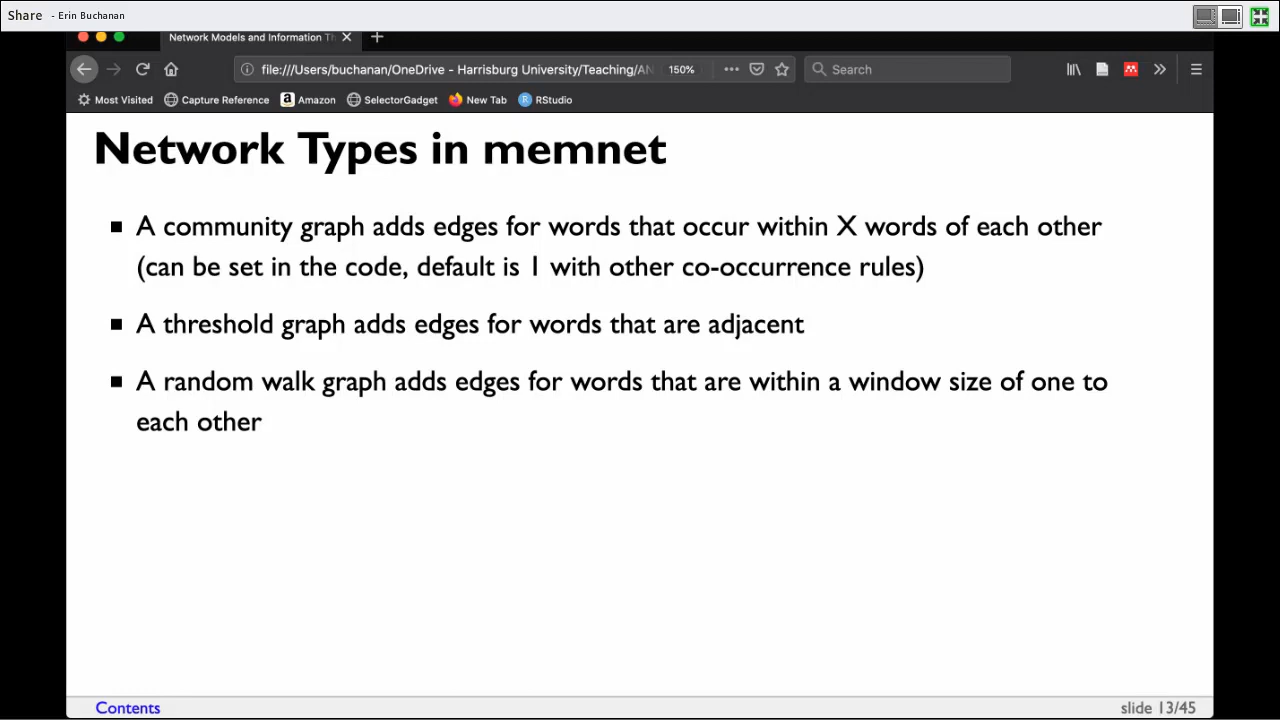 Share - Erin Buchanan
Network Models and Information Th
file:///Users/buchanan/OneDrive - Harrisburg University/Teaching/AN 150% Search
Most Visited Capture Reference Amazon SelectorGadget New Tab RStudio
Network Types in memnet
A community graph adds edges for words that occur within X words of each other
(can be set in the code, default is 1 with other co-occurrence rules)
A threshold graph adds edges for words that are adjacent
A random walk graph adds edges for words that are within a window size of one to
each other
Contents slide 13/45